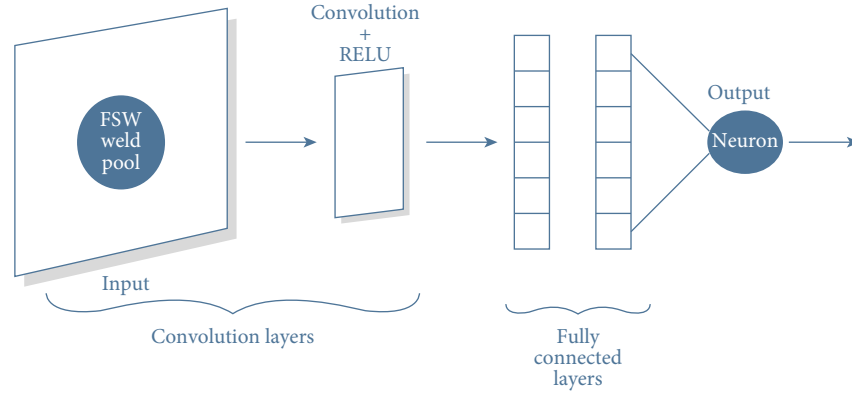 Convolution
+
RELU
FSW
weld
pool
Output
Neuron
Input
Convolution layers
Fully
connected
layers